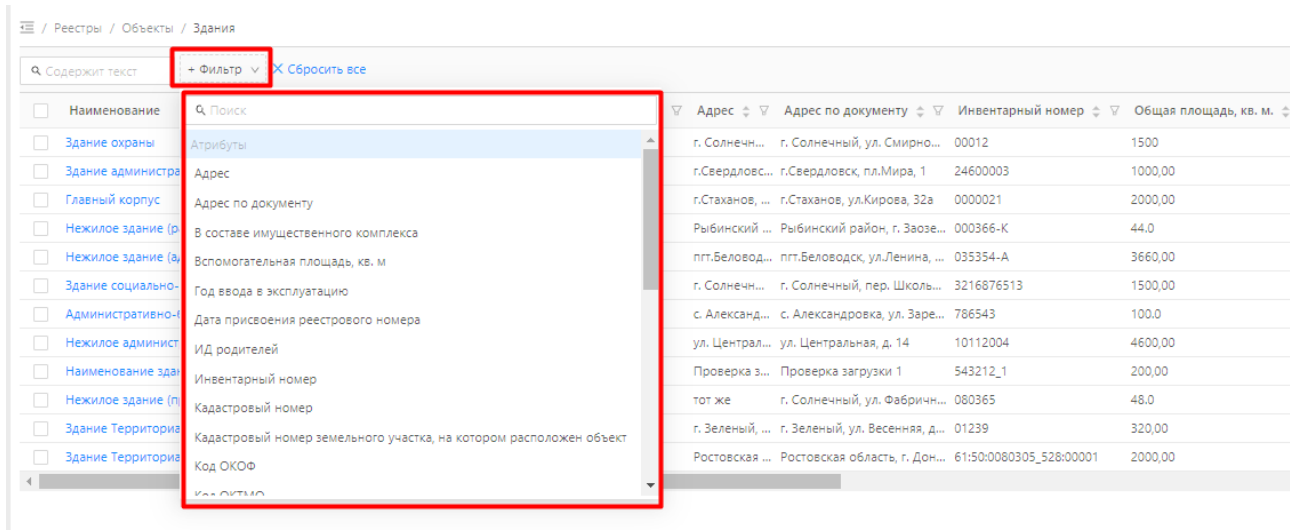 / Реестры / Объекты / Здания
Содержит текст + Фильтр Сбросить все
Наименование Поиск Адрес Адрес по документу Инвентарный номер Общая площадь, кв. м.
Здание охраны Атрибуты г. Солнечн... г. Солнечный, ул. Смирно... 00012 1500
Здание администра Адрес г.Свердловс... г.Свердловск, пл.Мира, 1 24600003 1000,00
Главный корпус Адрес по документу г.Стаханов, ... г.Стаханов, ул.Кирова, 32а 0000021 2000,00
Нежилое здание (р В составе имущественного комплекса Рыбинский ... Рыбинский район, г. Заозе... 000366-К 44.0
Нежилое здание (а Вспомогательная площадь, кв. м пгт.Беловод... пгт.Беловодск, ул.Ленина, ... 035354-А 3660,00
Здание социально- Год ввода в эксплуатацию г. Солнечн... г. Солнечный, пер. Школь... 3216876513 1500,00
Административно- Дата присвоения реестрового номера с. Александ... с. Александровка, ул. Заре... 786543 100.0
Нежилое админист ИД родителей ул. Централ... ул. Центральная, д. 14 10112004 4600,00
Наименование зда Инвентарный номер Проверка з... Проверка загрузки 1 543212_1 200,00
Нежилое здание (п Кадастровый номер тот же г. Солнечный, ул. Фабричн... 080365 48.0
Здание Территориа Кадастровый номер земельного участка, на котором расположен объект г. Зеленый, ... г. Зеленый, ул. Весенняя, д... 01239 320,00
Здание Территориа Код ОКОФ Ростовская ... Ростовская область, г. Дон... 61:50:0080305_528:00001 2000,00
Код ОКТМО